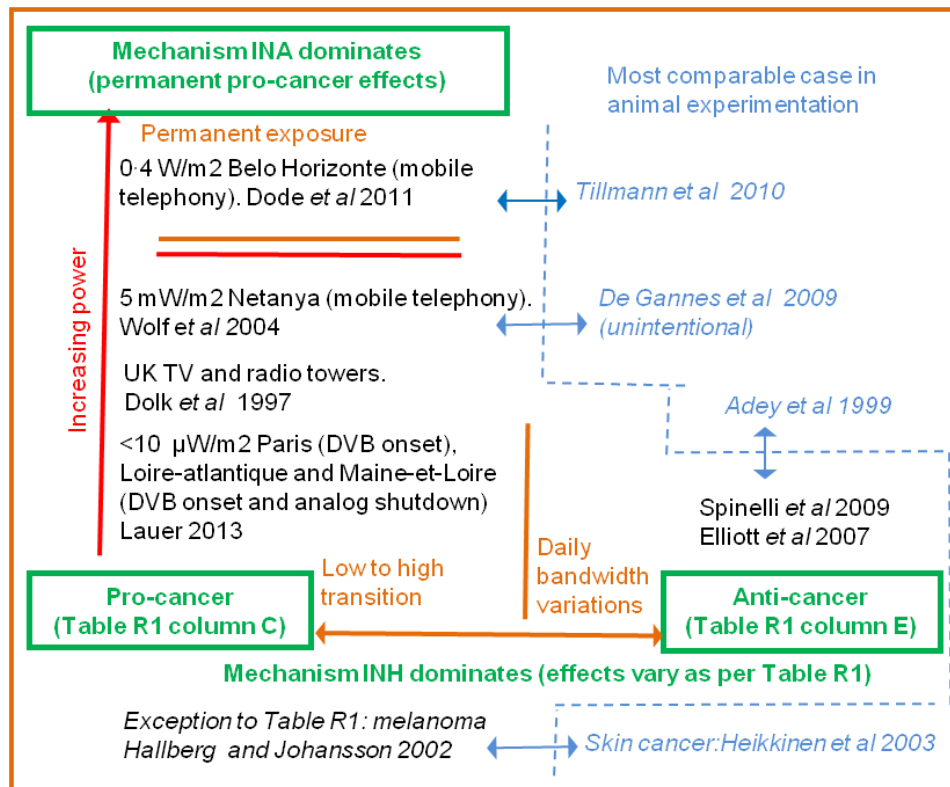 Mechanism INA dominates
(permanent pro-cancer effects)
Most comparable case in
animal experimentation
Permanent exposure
0·4 W/m2 Belo Horizonte (mobile
telephony). Dode et al 2011
Tillmann et al 2010
Increasing power
5 mW/m2 Netanya (mobile telephony).
Wolf et al 2004
De Gannes et al 2009
(unintentional)
UK TV and radio towers.
Dolk et al 1997
Adey et al 1999
<10 µW/m2 Paris (DVB onset),
Loire-atlantique and Maine-et-Loire
(DVB onset and analog shutdown)
Lauer 2013
Spinelli et al 2009
Elliott et al 2007
Low to high
transition
Daily
bandwidth
variations
Pro-cancer
(Table R1 column C)
Anti-cancer
(Table R1 column E)
Mechanism INH dominates (effects vary as per Table R1)
Exception to Table R1: melanoma
Hallberg and Johansson 2002
Skin cancer:Heikkinen et al 2003